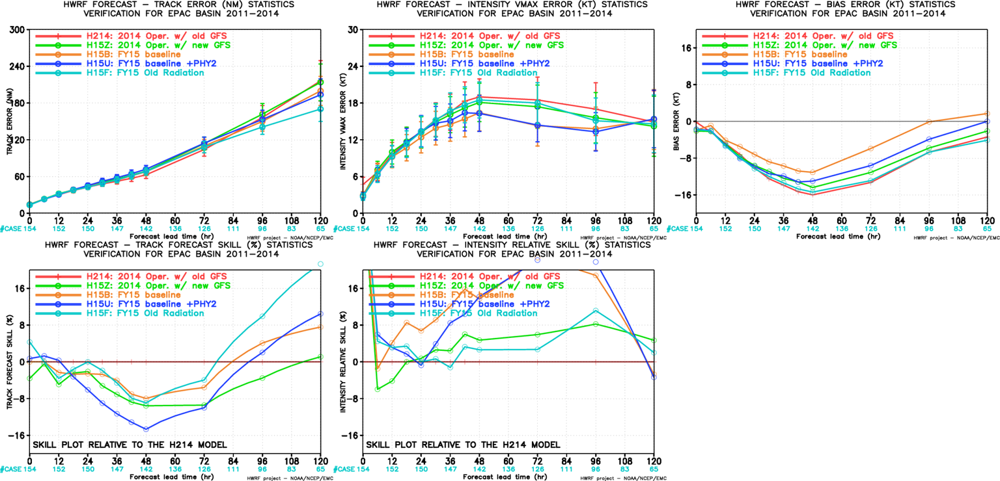 HWRF FORECAST – TRACK ERROR (NM) STATISTICS
VERIFICATION FOR EPAC BASIN 2011–2014
H214: 2014 Oper. w/ old GFS
H15Z: 2014 Oper. w/ new GFS
H15B: FY15 baseline
H15U: FY15 baseline +PHY2
H15F: FY15 Old Radiation
TRACK ERROR (NM)
300
240
180
120
60
0
0 12 24 36 48 60 72 84 96 108 120
#CASE 154 152 150 147 142 136 126 111 96 83 65
Forecast lead time (hr)
HWRF project – NOAA/NCEP/EMC
HWRF FORECAST – INTENSITY VMAX ERROR (KT) STATISTICS
VERIFICATION FOR EPAC BASIN 2011–2014
H214: 2014 Oper. w/ old GFS
H15Z: 2014 Oper. w/ new GFS
H15B: FY15 baseline
H15U: FY15 baseline +PHY2
H15F: FY15 Old Radiation
INTENSITY VMAX ERROR (KT)
30
24
18
12
6
0
0 12 24 36 48 60 72 84 96 108 120
#CASE 154 152 150 147 142 136 126 111 96 83 65
Forecast lead time (hr)
HWRF project – NOAA/NCEP/EMC
HWRF FORECAST – BIAS ERROR (KT) STATISTICS
VERIFICATION FOR EPAC BASIN 2011–2014
H214: 2014 Oper. w/ old GFS
H15Z: 2014 Oper. w/ new GFS
H15B: FY15 baseline
H15U: FY15 baseline +PHY2
H15F: FY15 Old Radiation
BIAS ERROR (KT)
16
8
0
–8
–16
0 12 24 36 48 60 72 84 96 108 120
#CASE 154 152 150 147 142 136 126 111 96 83 65
Forecast lead time (hr)
HWRF project – NOAA/NCEP/EMC
HWRF FORECAST – TRACK FORECAST SKILL (%) STATISTICS
VERIFICATION FOR EPAC BASIN 2011–2014
H214: 2014 Oper. w/ old GFS
H15Z: 2014 Oper. w/ new GFS
H15B: FY15 baseline
H15U: FY15 baseline +PHY2
H15F: FY15 Old Radiation
TRACK FORECAST SKILL (%)
16
8
0
–8
–16
SKILL PLOT RELATIVE TO THE H214 MODEL
0 12 24 36 48 60 72 84 96 108 120
#CASE 154 152 150 147 142 136 126 111 96 83 65
Forecast lead time (hr)
HWRF project – NOAA/NCEP/EMC
HWRF FORECAST – INTENSITY RELATIVE SKILL (%) STATISTICS
VERIFICATION FOR EPAC BASIN 2011–2014
H214: 2014 Oper. w/ old GFS
H15Z: 2014 Oper. w/ new GFS
H15B: FY15 baseline
H15U: FY15 baseline +PHY2
H15F: FY15 Old Radiation
INTENSITY RELATIVE SKILL (%)
16
8
0
–8
–16
SKILL PLOT RELATIVE TO THE H214 MODEL
0 12 24 36 48 60 72 84 96 108 120
#CASE 154 152 150 147 142 136 126 111 96 83 65
Forecast lead time (hr)
HWRF project – NOAA/NCEP/EMC